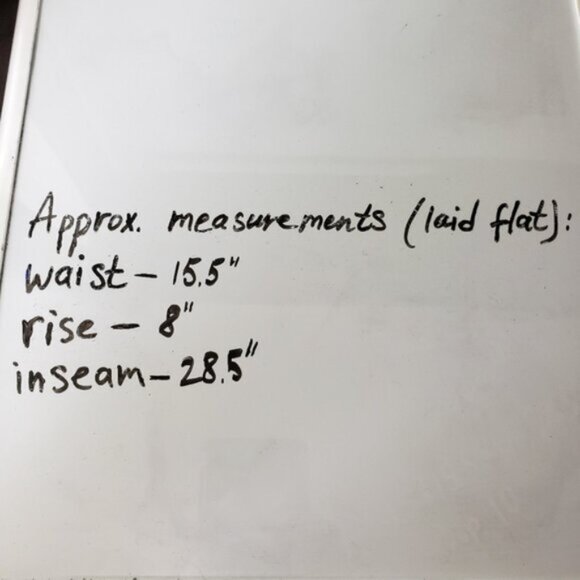 Approx. measurements (laid flat):
waist – 15.5"
rise – 8"
inseam – 28.5"